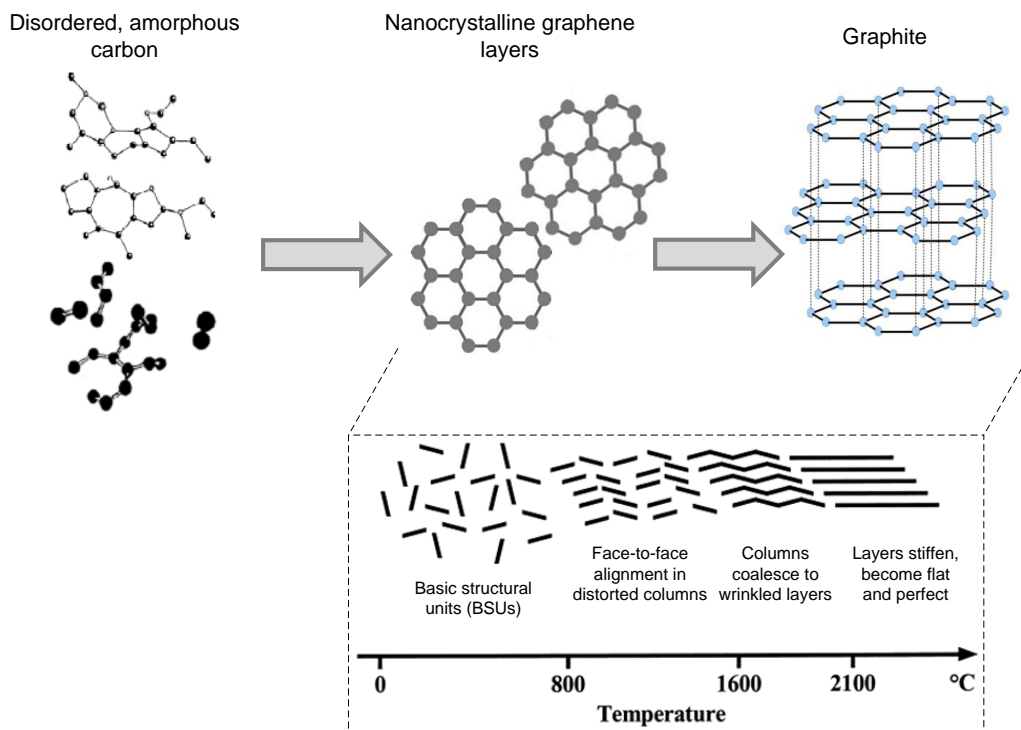 Disordered, amorphous
carbon
Nanocrystalline graphene
layers
Graphite
Basic structural
units (BSUs)
Face-to-face
alignment in
distorted columns
Columns
coalesce to
wrinkled layers
Layers stiffen,
become flat
and perfect
0
800
1600
2100
°C
Temperature